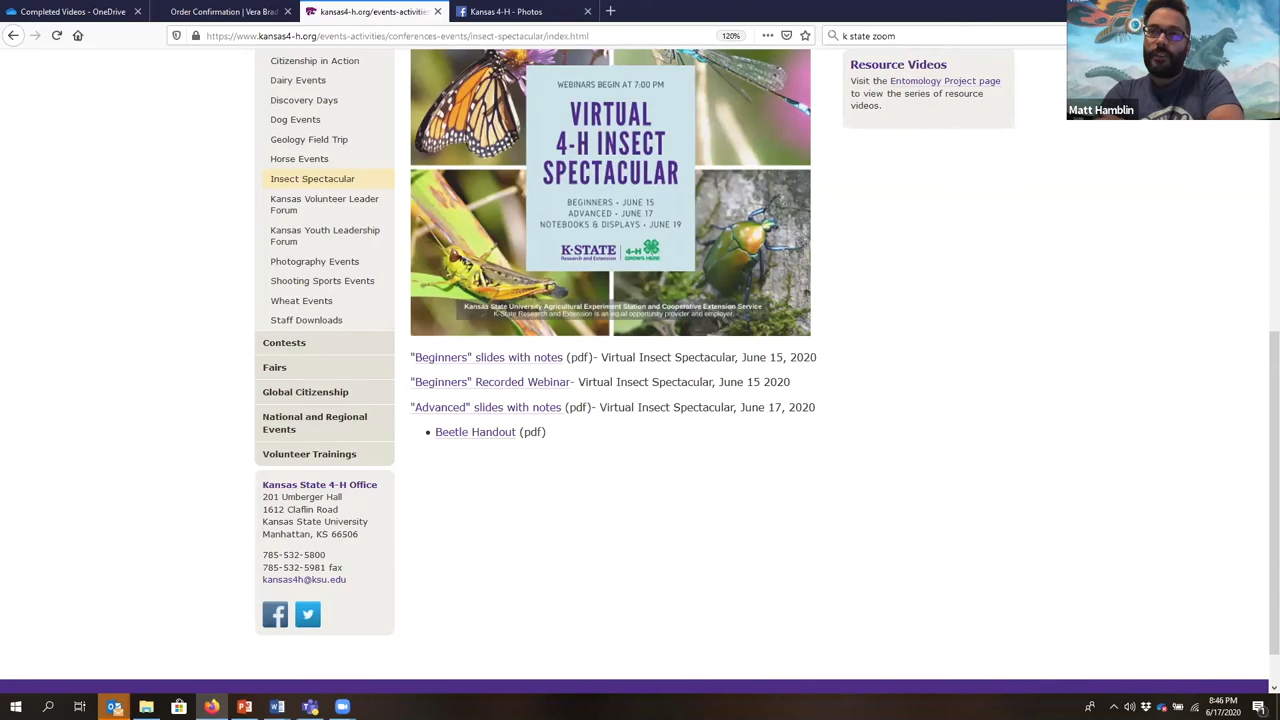 Completed Videos - OneDrive
Order Confirmation | Vera Brad
kansas4-h.org/events-activities
Kansas 4-H - Photos
https://www.kansas4-h.org/events-activities/conferences-events/insect-spectacular/index.html
120%
k state zoom
Matt Hamblin
Citizenship in Action
Dairy Events
Discovery Days
Dog Events
Geology Field Trip
Horse Events
Insect Spectacular
Kansas Volunteer Leader
Forum
Kansas Youth Leadership
Forum
Photography Events
Shooting Sports Events
Wheat Events
Staff Downloads
Contests
Fairs
Global Citizenship
National and Regional
Events
Volunteer Trainings
Kansas State 4-H Office
201 Umberger Hall
1612 Claflin Road
Kansas State University
Manhattan, KS 66506
785-532-5800
785-532-5981 fax
kansas4h@ksu.edu
WEBINARS BEGIN AT 7:00 PM
VIRTUAL
4-H INSECT
SPECTACULAR
BEGINNERS • JUNE 15
ADVANCED • JUNE 17
NOTEBOOKS & DISPLAYS • JUNE 19
K-STATE
Research and Extension
4-H
GROWS HERE
Kansas State University Agricultural Experiment Station and Cooperative Extension Service
K-State Research and Extension is an equal opportunity provider and employer.
"Beginners" slides with notes (pdf)- Virtual Insect Spectacular, June 15, 2020
"Beginners" Recorded Webinar- Virtual Insect Spectacular, June 15 2020
"Advanced" slides with notes (pdf)- Virtual Insect Spectacular, June 17, 2020
• Beetle Handout (pdf)
Resource Videos
Visit the Entomology Project page
to view the series of resource
videos.
8:46 PM
6/17/2020